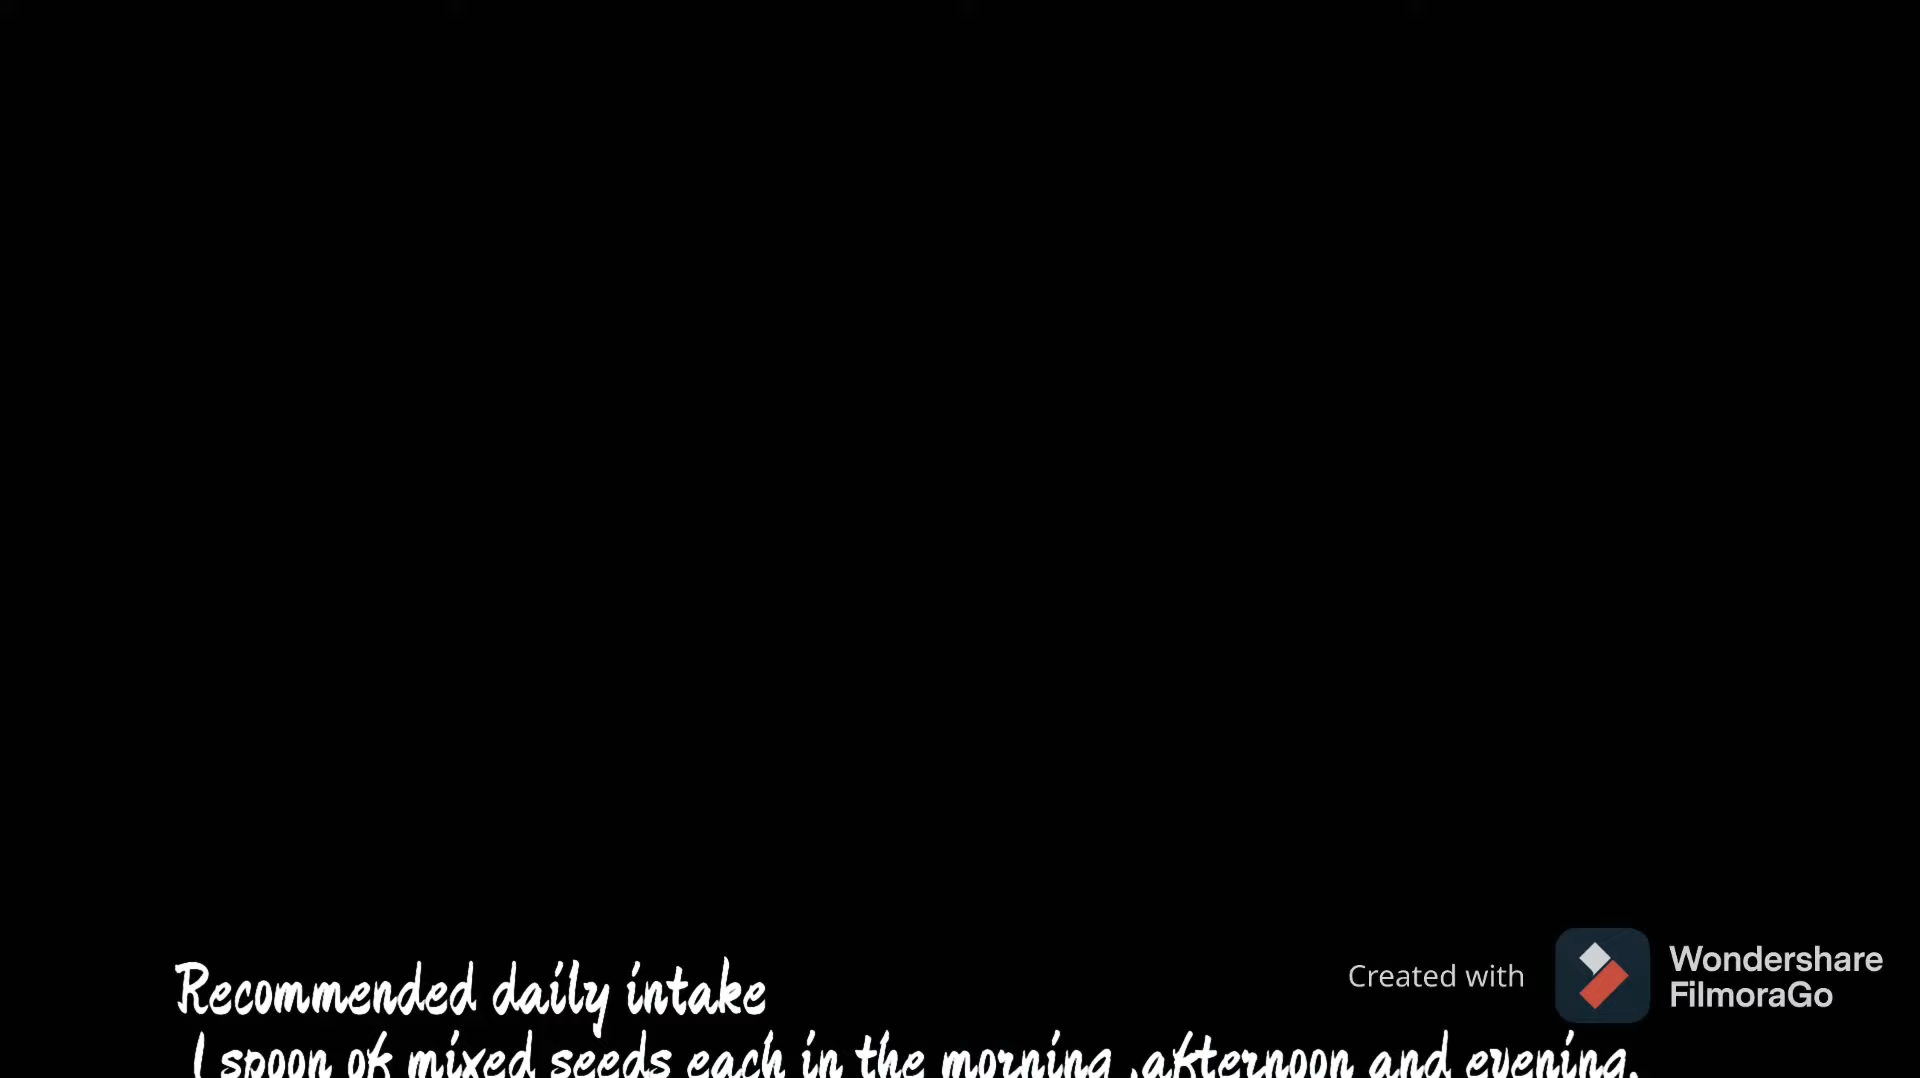 Created with
Wondershare
FilmoraGo
Recommended daily intake
1 spoon of mixed seeds each in the morning ,afternoon and evening.